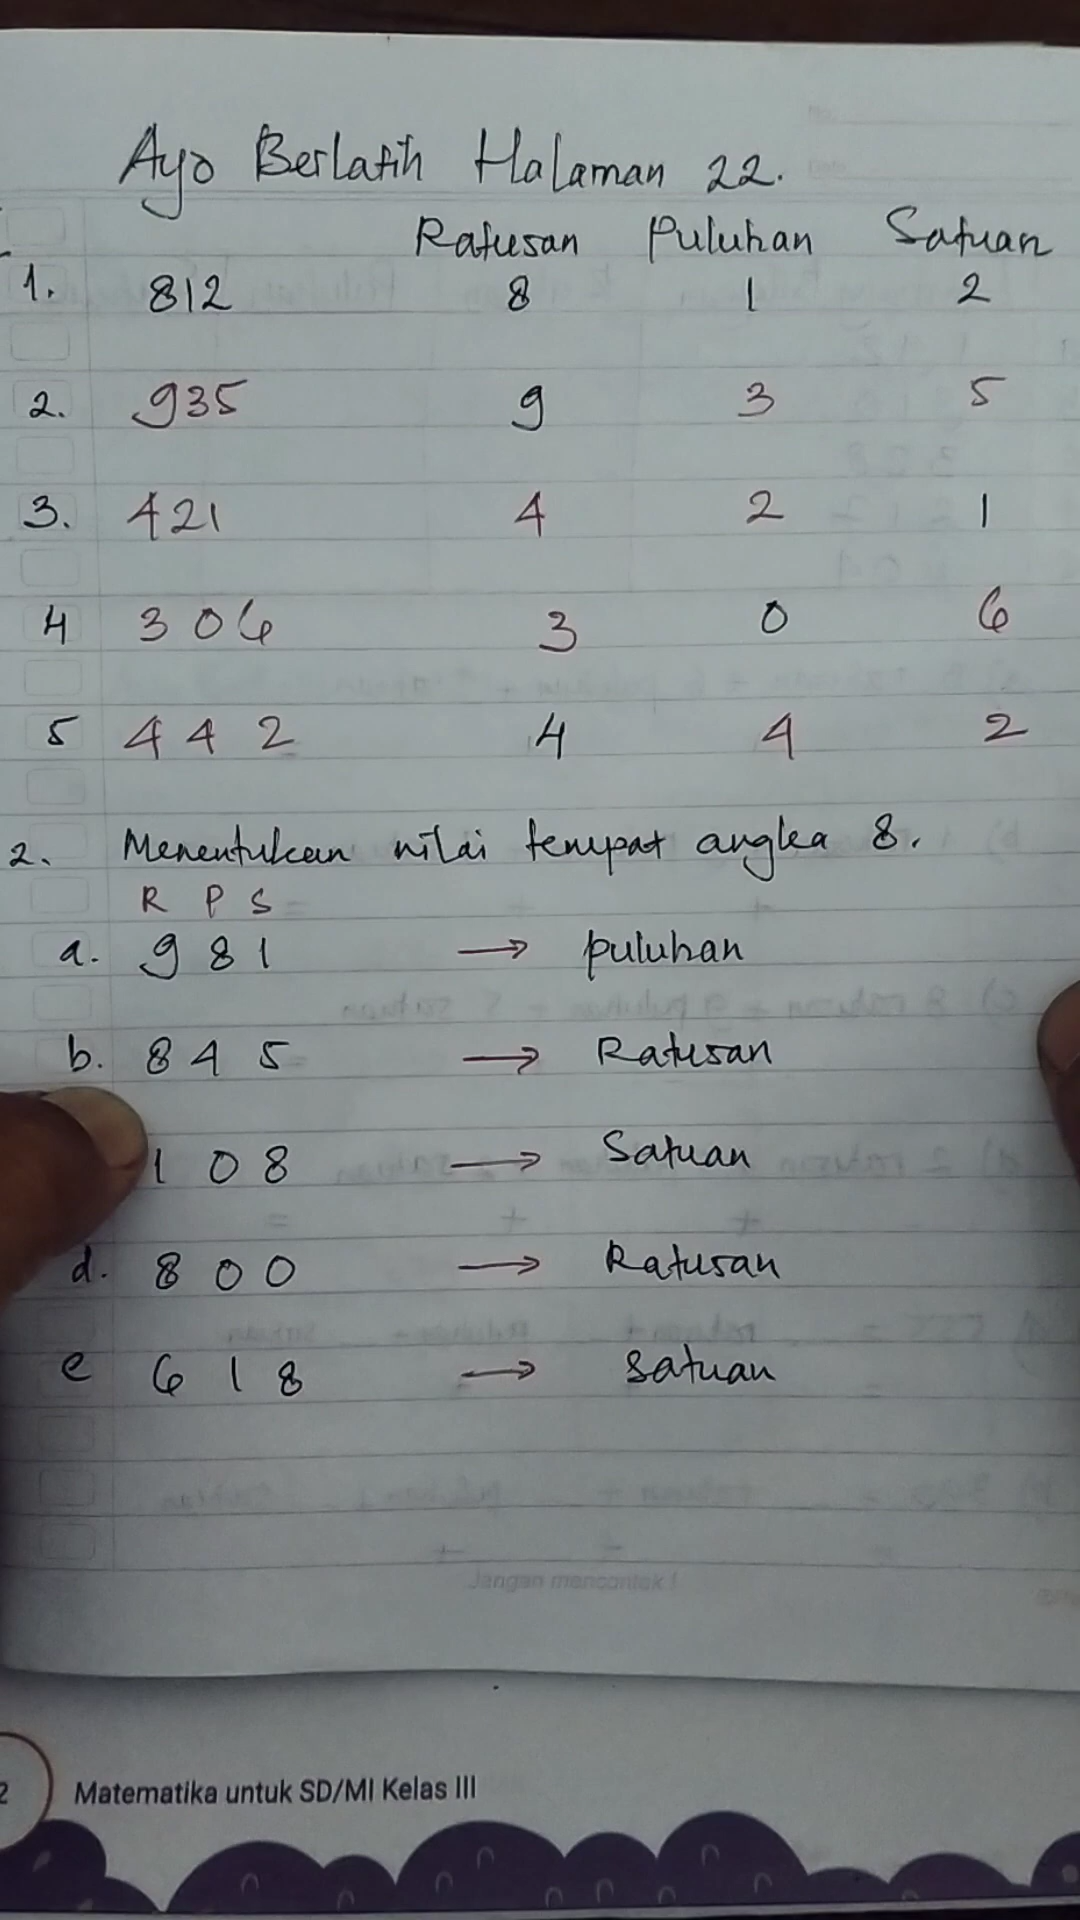 Ayo Berlatih Halaman 22.
Ratusan Puluhan Satuan
1. 812 8 1 2
2. 935 9 3 5
3. 421 4 2 1
4 306 3 0 6
5 442 4 4 2
2. Menentukan nilai tempat angka 8.
R P S
a. 981 → puluhan
b. 845 → Ratusan
108 → Satuan
d. 800 → Ratusan
e 618 → satuan
Jangan mencontek !
2 Matematika untuk SD/MI Kelas III